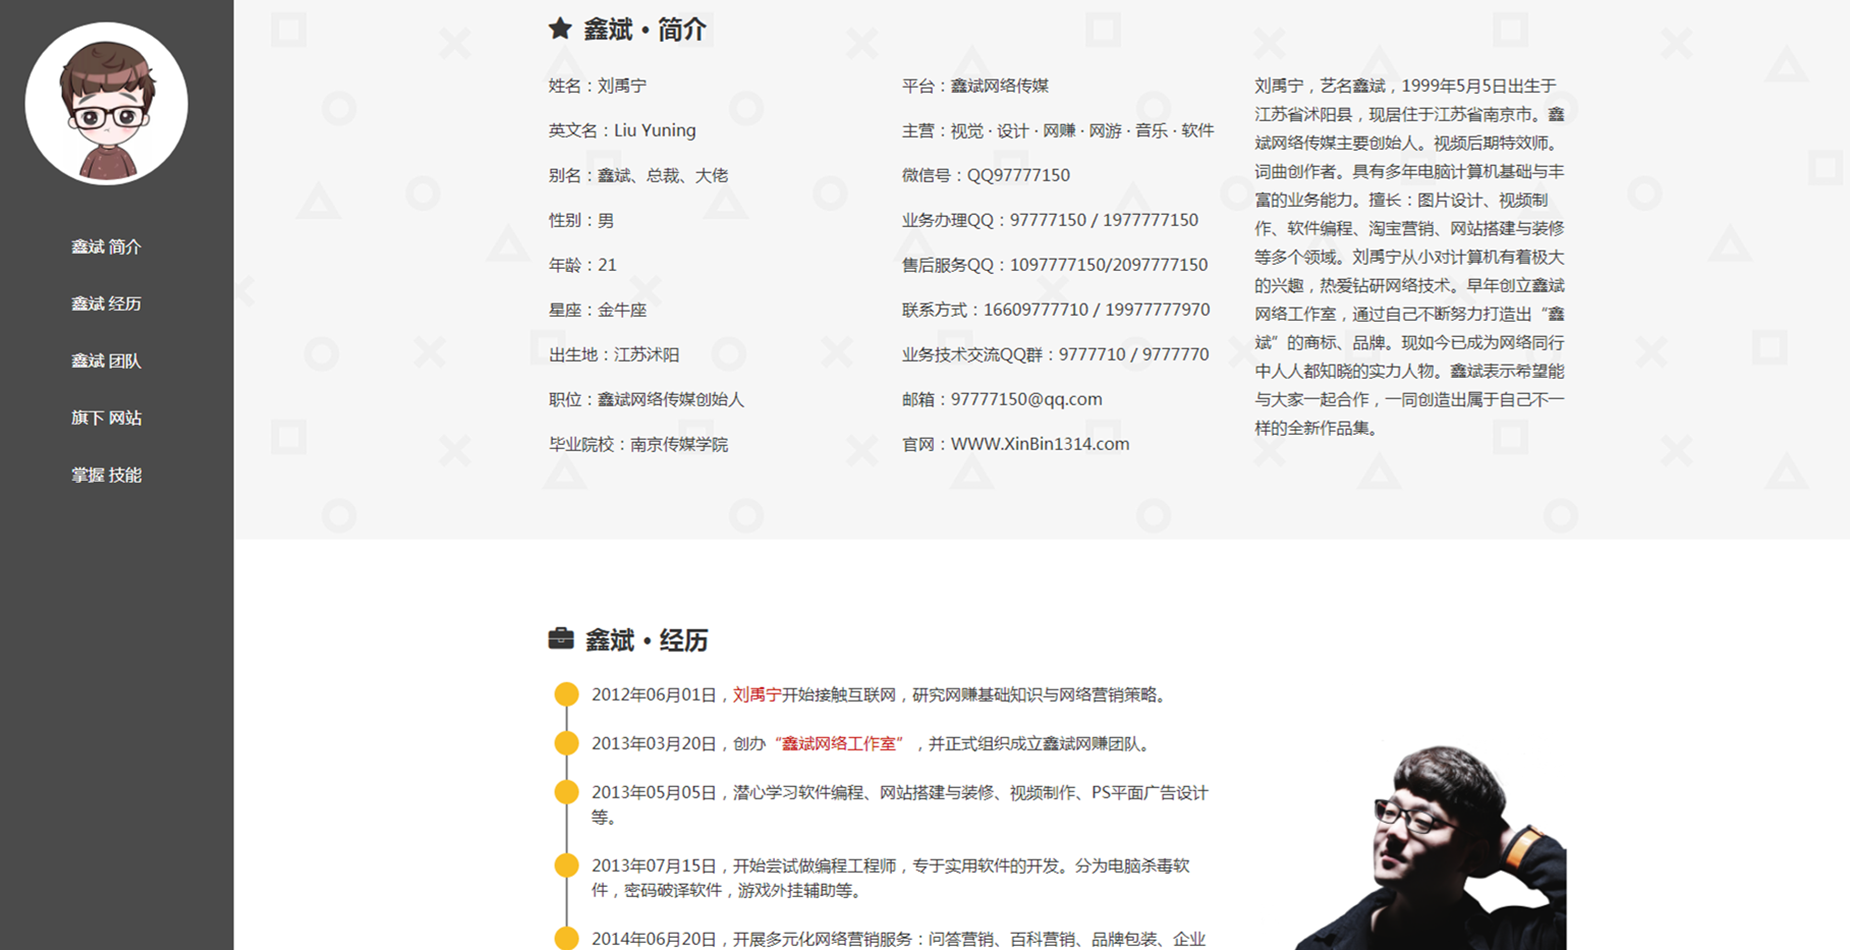 鑫斌 简介
鑫斌 经历
鑫斌 团队
旗下 网站
掌握 技能
鑫斌 • 简介
姓名：刘禹宁
英文名：Liu Yuning
别名：鑫斌、总裁、大佬
性别：男
年龄：21
星座：金牛座
出生地：江苏沭阳
职位：鑫斌网络传媒创始人
毕业院校：南京传媒学院
平台：鑫斌网络传媒
主营：视觉 · 设计 · 网赚 · 网游 · 音乐 · 软件
微信号：QQ97777150
业务办理QQ：97777150 / 1977777150
售后服务QQ：1097777150/2097777150
联系方式：16609777710 / 19977777970
业务技术交流QQ群：9777710 / 9777770
邮箱：97777150@qq.com
官网：WWW.XinBin1314.com
刘禹宁，艺名鑫斌，1999年5月5日出生于
江苏省沭阳县，现居住于江苏省南京市。鑫
斌网络传媒主要创始人。视频后期特效师。
词曲创作者。具有多年电脑计算机基础与丰
富的业务能力。擅长：图片设计、视频制
作、软件编程、淘宝营销、网站搭建与装修
等多个领域。刘禹宁从小对计算机有着极大
的兴趣，热爱钻研网络技术。早年创立鑫斌
网络工作室，通过自己不断努力打造出“鑫
斌”的商标、品牌。现如今已成为网络同行
中人人都知晓的实力人物。鑫斌表示希望能
与大家一起合作，一同创造出属于自己不一
样的全新作品集。
鑫斌 • 经历
2012年06月01日，刘禹宁开始接触互联网，研究网赚基础知识与网络营销策略。
2013年03月20日，创办“鑫斌网络工作室”，并正式组织成立鑫斌网赚团队。
2013年05月05日，潜心学习软件编程、网站搭建与装修、视频制作、PS平面广告设计
等。
2013年07月15日，开始尝试做编程工程师，专于实用软件的开发。分为电脑杀毒软
件，密码破译软件，游戏外挂辅助等。
2014年06月20日，开展多元化网络营销服务：问答营销、百科营销、品牌包装、企业